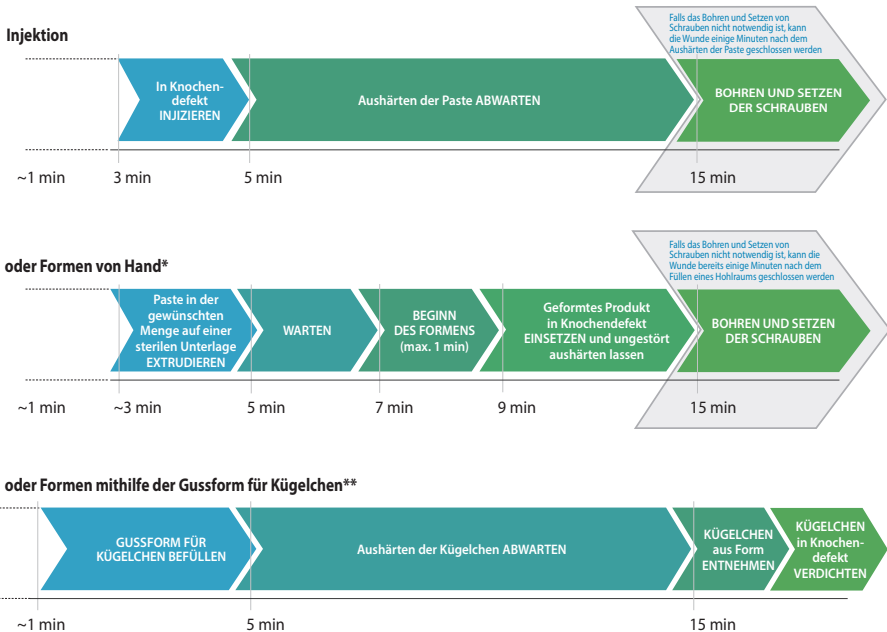 Injektion
Falls das Bohren und Setzen von
Schrauben nicht notwendig ist, kann
die Wunde einige Minuten nach dem
Aushärten der Paste geschlossen werden
In Knochen-
defekt
INJIZIEREN
Aushärten der Paste ABWARTEN
BOHREN UND SETZEN
DER SCHRAUBEN
~1 min
3 min
5 min
15 min
oder Formen von Hand*
Falls das Bohren und Setzen von
Schrauben nicht notwendig ist, kann die
Wunde bereits einige Minuten nach dem
Füllen eines Hohlraums geschlossen werden
Paste in der
gewünschten
Menge auf einer
sterilen Unterlage
EXTRUDIEREN
WARTEN
BEGINN
DES FORMENS
(max. 1 min)
Geformtes Produkt
in Knochendefekt
EINSETZEN und ungestört
aushärten lassen
BOHREN UND SETZEN
DER SCHRAUBEN
~1 min
~3 min
5 min
7 min
9 min
15 min
oder Formen mithilfe der Gussform für Kügelchen**
GUSSFORM FÜR
KÜGELCHEN BEFÜLLEN
Aushärten der Kügelchen ABWARTEN
KÜGELCHEN
aus Form
ENTNEHMEN
KÜGELCHEN
in Knochen-
defekt
VERDICHTEN
~1 min
5 min
15 min